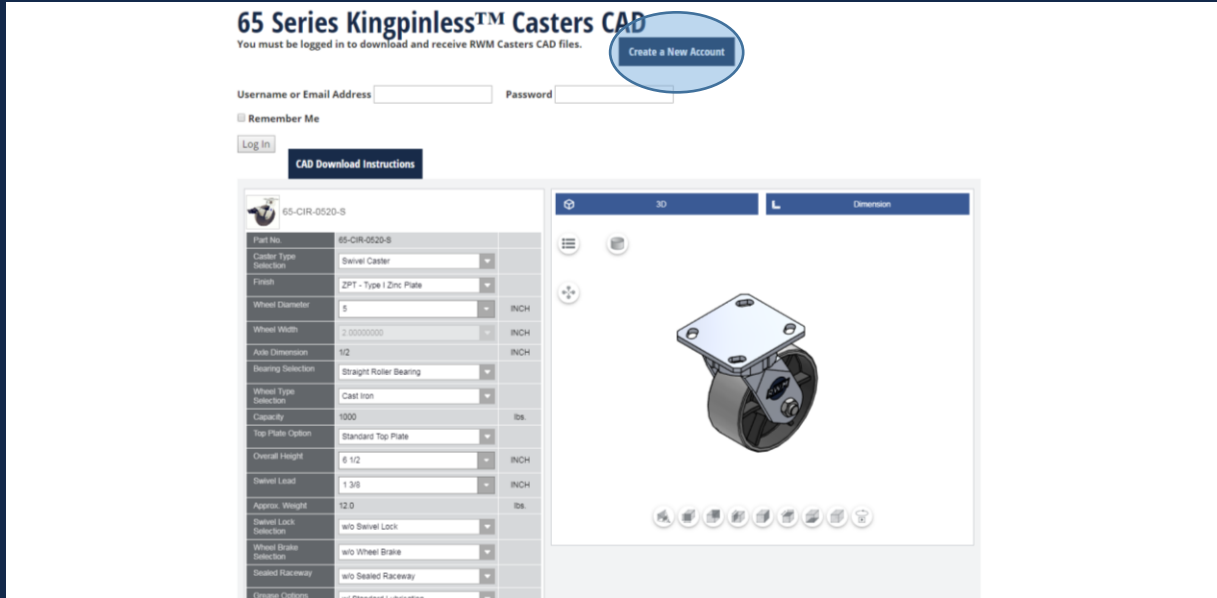 65 Series Kingpinless™ Casters CAD
You must be logged in to download and receive RWM Casters CAD files.
Create a New Account
Username or Email Address Password
Remember Me
Log In
CAD Download Instructions
65-CIR-0520-S
3D Dimension
Part No. 65-CIR-0520-S
Caster Type Selection Swivel Caster
Finish ZPT - Type I Zinc Plate
Wheel Diameter 5 INCH
Wheel Width 2.00000000 INCH
Axle Dimension 1/2 INCH
Bearing Selection Straight Roller Bearing
Wheel Type Selection Cast Iron
Capacity 1000 lbs.
Top Plate Option Standard Top Plate
Overall Height 6 1/2 INCH
Swivel Lead 1 3/8 INCH
Approx. Weight 12.0 lbs.
Swivel Lock Selection w/o Swivel Lock
Wheel Brake Selection w/o Wheel Brake
Sealed Raceway w/o Sealed Raceway
Grease Options w/ Standard Lubrication